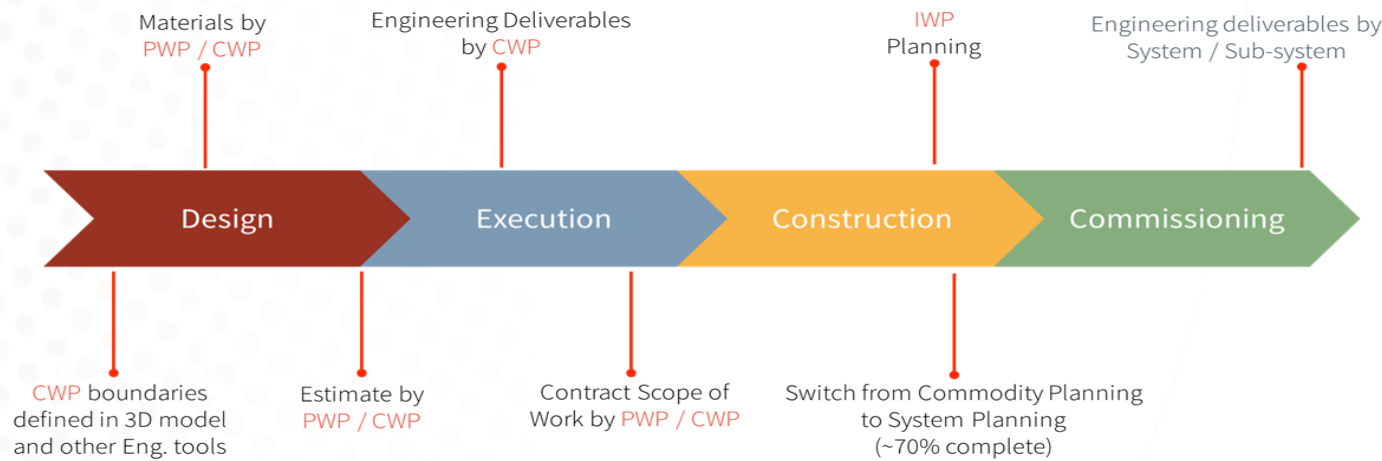 Materials by
PWP / CWP
Engineering Deliverables
by CWP
IWP
Planning
Engineering deliverables by
System / Sub-system
Design
Execution
Construction
Commissioning
CWP boundaries
defined in 3D model
and other Eng. tools
Estimate by
PWP / CWP
Contract Scope of
Work by PWP / CWP
Switch from Commodity Planning
to System Planning
(~70% complete)